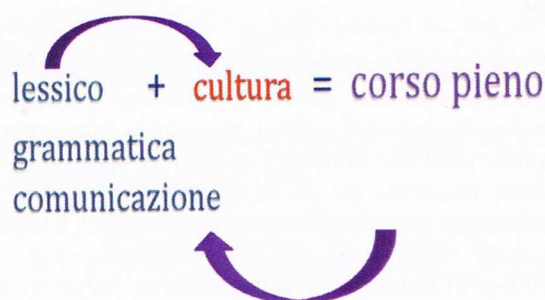 lessico + cultura = corso pieno
grammatica
comunicazione